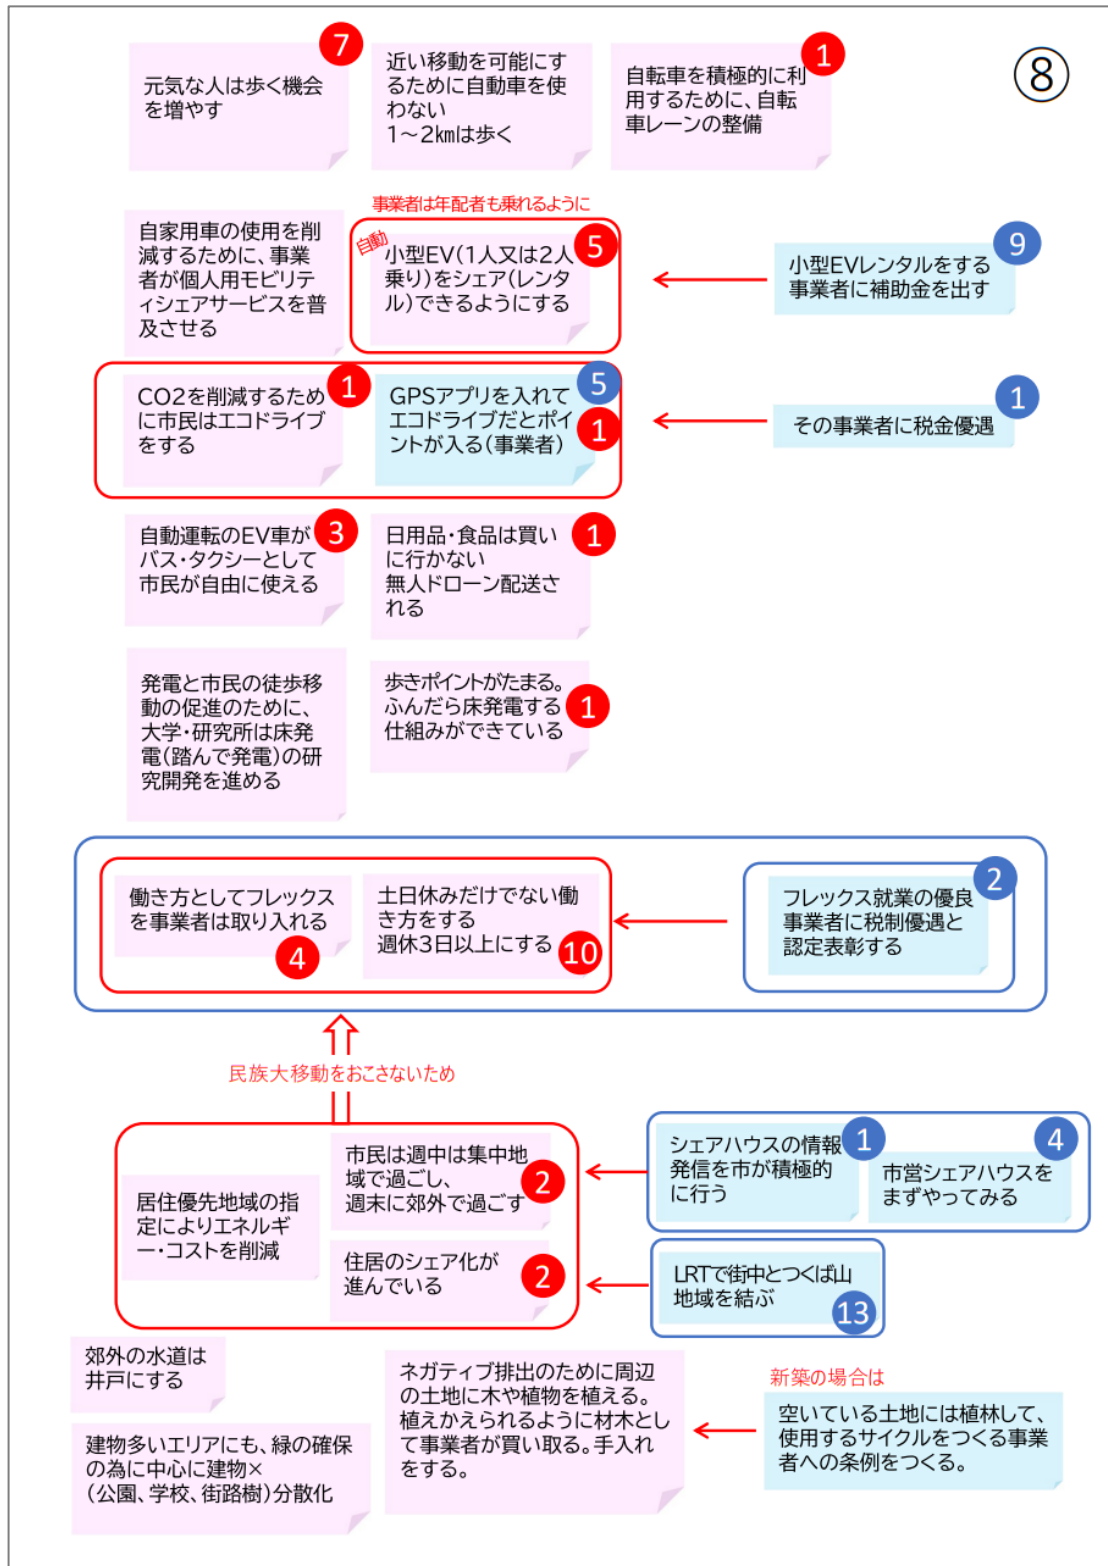 ⑧
元気な人は歩く機会
を増やす
7
近い移動を可能にす
るために自動車を使
わない
1～2㎞は歩く
自転車を積極的に利
用するために、自転
車レーンの整備
1
自家用車の使用を削
減するために、事業
者が個人用モビリテ
ィシェアサービスを普
及させる
事業者は年配者も乗れるように
自動
小型EV(1人又は2人
乗り)をシェア(レンタ
ル)できるようにする
5
小型EVレンタルをする
事業者に補助金を出す
9
CO2を削減するため
に市民はエコドライブ
をする
1
GPSアプリを入れて
エコドライブだとポイ
ントが入る(事業者)
5
1
その事業者に税金優遇
1
自動運転のEV車が
バス・タクシーとして
市民が自由に使える
3
日用品・食品は買い
に行かない
無人ドローン配送さ
れる
1
発電と市民の徒歩移
動の促進のために、
大学・研究所は床発
電(踏んで発電)の研
究開発を進める
歩きポイントがたまる。
ふんだら床発電する
仕組みができている
1
働き方としてフレックス
を事業者は取り入れる
4
土日休みだけでない働
き方をする
週休3日以上にする
10
フレックス就業の優良
事業者に税制優遇と
認定表彰する
2
民族大移動をおこさないため
居住優先地域の指
定によりエネルギ
ー・コストを削減
市民は週中は集中地
域で過ごし、
週末に郊外で過ごす
2
住居のシェア化が
進んでいる
2
シェアハウスの情報
発信を市が積極的
に行う
1
市営シェアハウスを
まずやってみる
4
LRTで街中とつくば山
地域を結ぶ
13
郊外の水道は
井戸にする
建物多いエリアにも、緑の確保
の為に中心に建物×
(公園、学校、街路樹)分散化
ネガティブ排出のために周辺
の土地に木や植物を植える。
植えかえられるように材木とし
て事業者が買い取る。手入れ
をする。
新築の場合は
空いている土地には植林して、
使用するサイクルをつくる事業
者への条例をつくる。